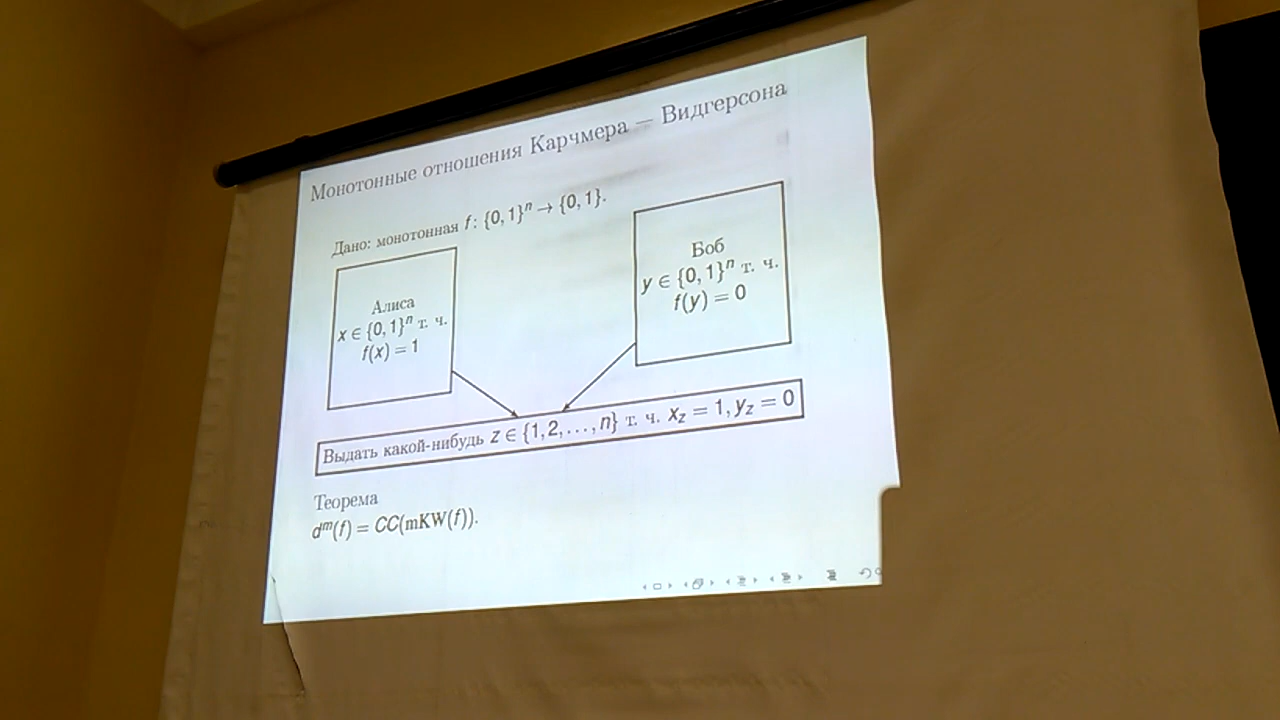 Монотонные отношения Карчмера — Видгерсона
Дано: монотонная f : {0, 1}ⁿ → {0, 1}.
Алиса
x ∈ {0, 1}ⁿ т. ч.
f(x) = 1
Боб
y ∈ {0, 1}ⁿ т. ч.
f(y) = 0
Выдать какой-нибудь z ∈ {1, 2, …, n} т. ч. x_z = 1, y_z = 0
Теорема
dᵐ(f) = CC(mKW(f)).